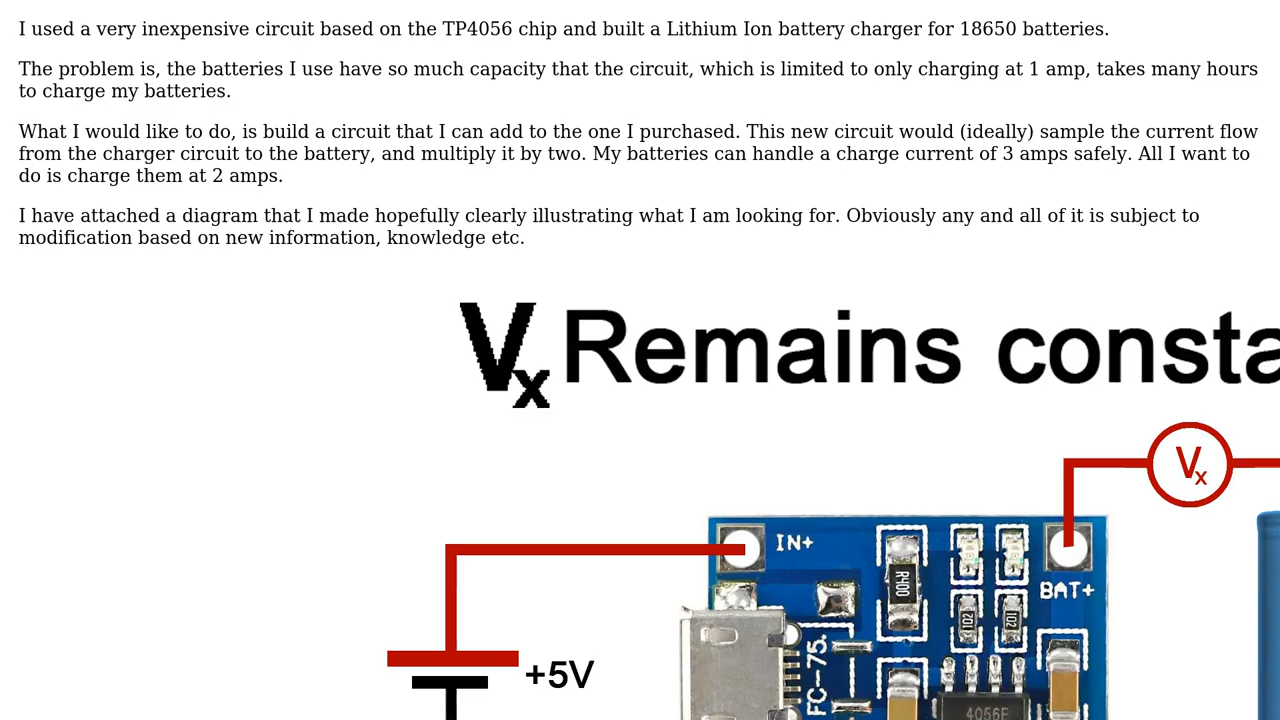 I used a very inexpensive circuit based on the TP4056 chip and built a Lithium Ion battery charger for 18650 batteries.
The problem is, the batteries I use have so much capacity that the circuit, which is limited to only charging at 1 amp, takes many hours
to charge my batteries.
What I would like to do, is build a circuit that I can add to the one I purchased. This new circuit would (ideally) sample the current flow
from the charger circuit to the battery, and multiply it by two. My batteries can handle a charge current of 3 amps safely. All I want to
do is charge them at 2 amps.
I have attached a diagram that I made hopefully clearly illustrating what I am looking for. Obviously any and all of it is subject to
modification based on new information, knowledge etc.
Vx Remains consta
Vx
IN+
BAT+
R400
102
102
FC-75.
+5V
4056E